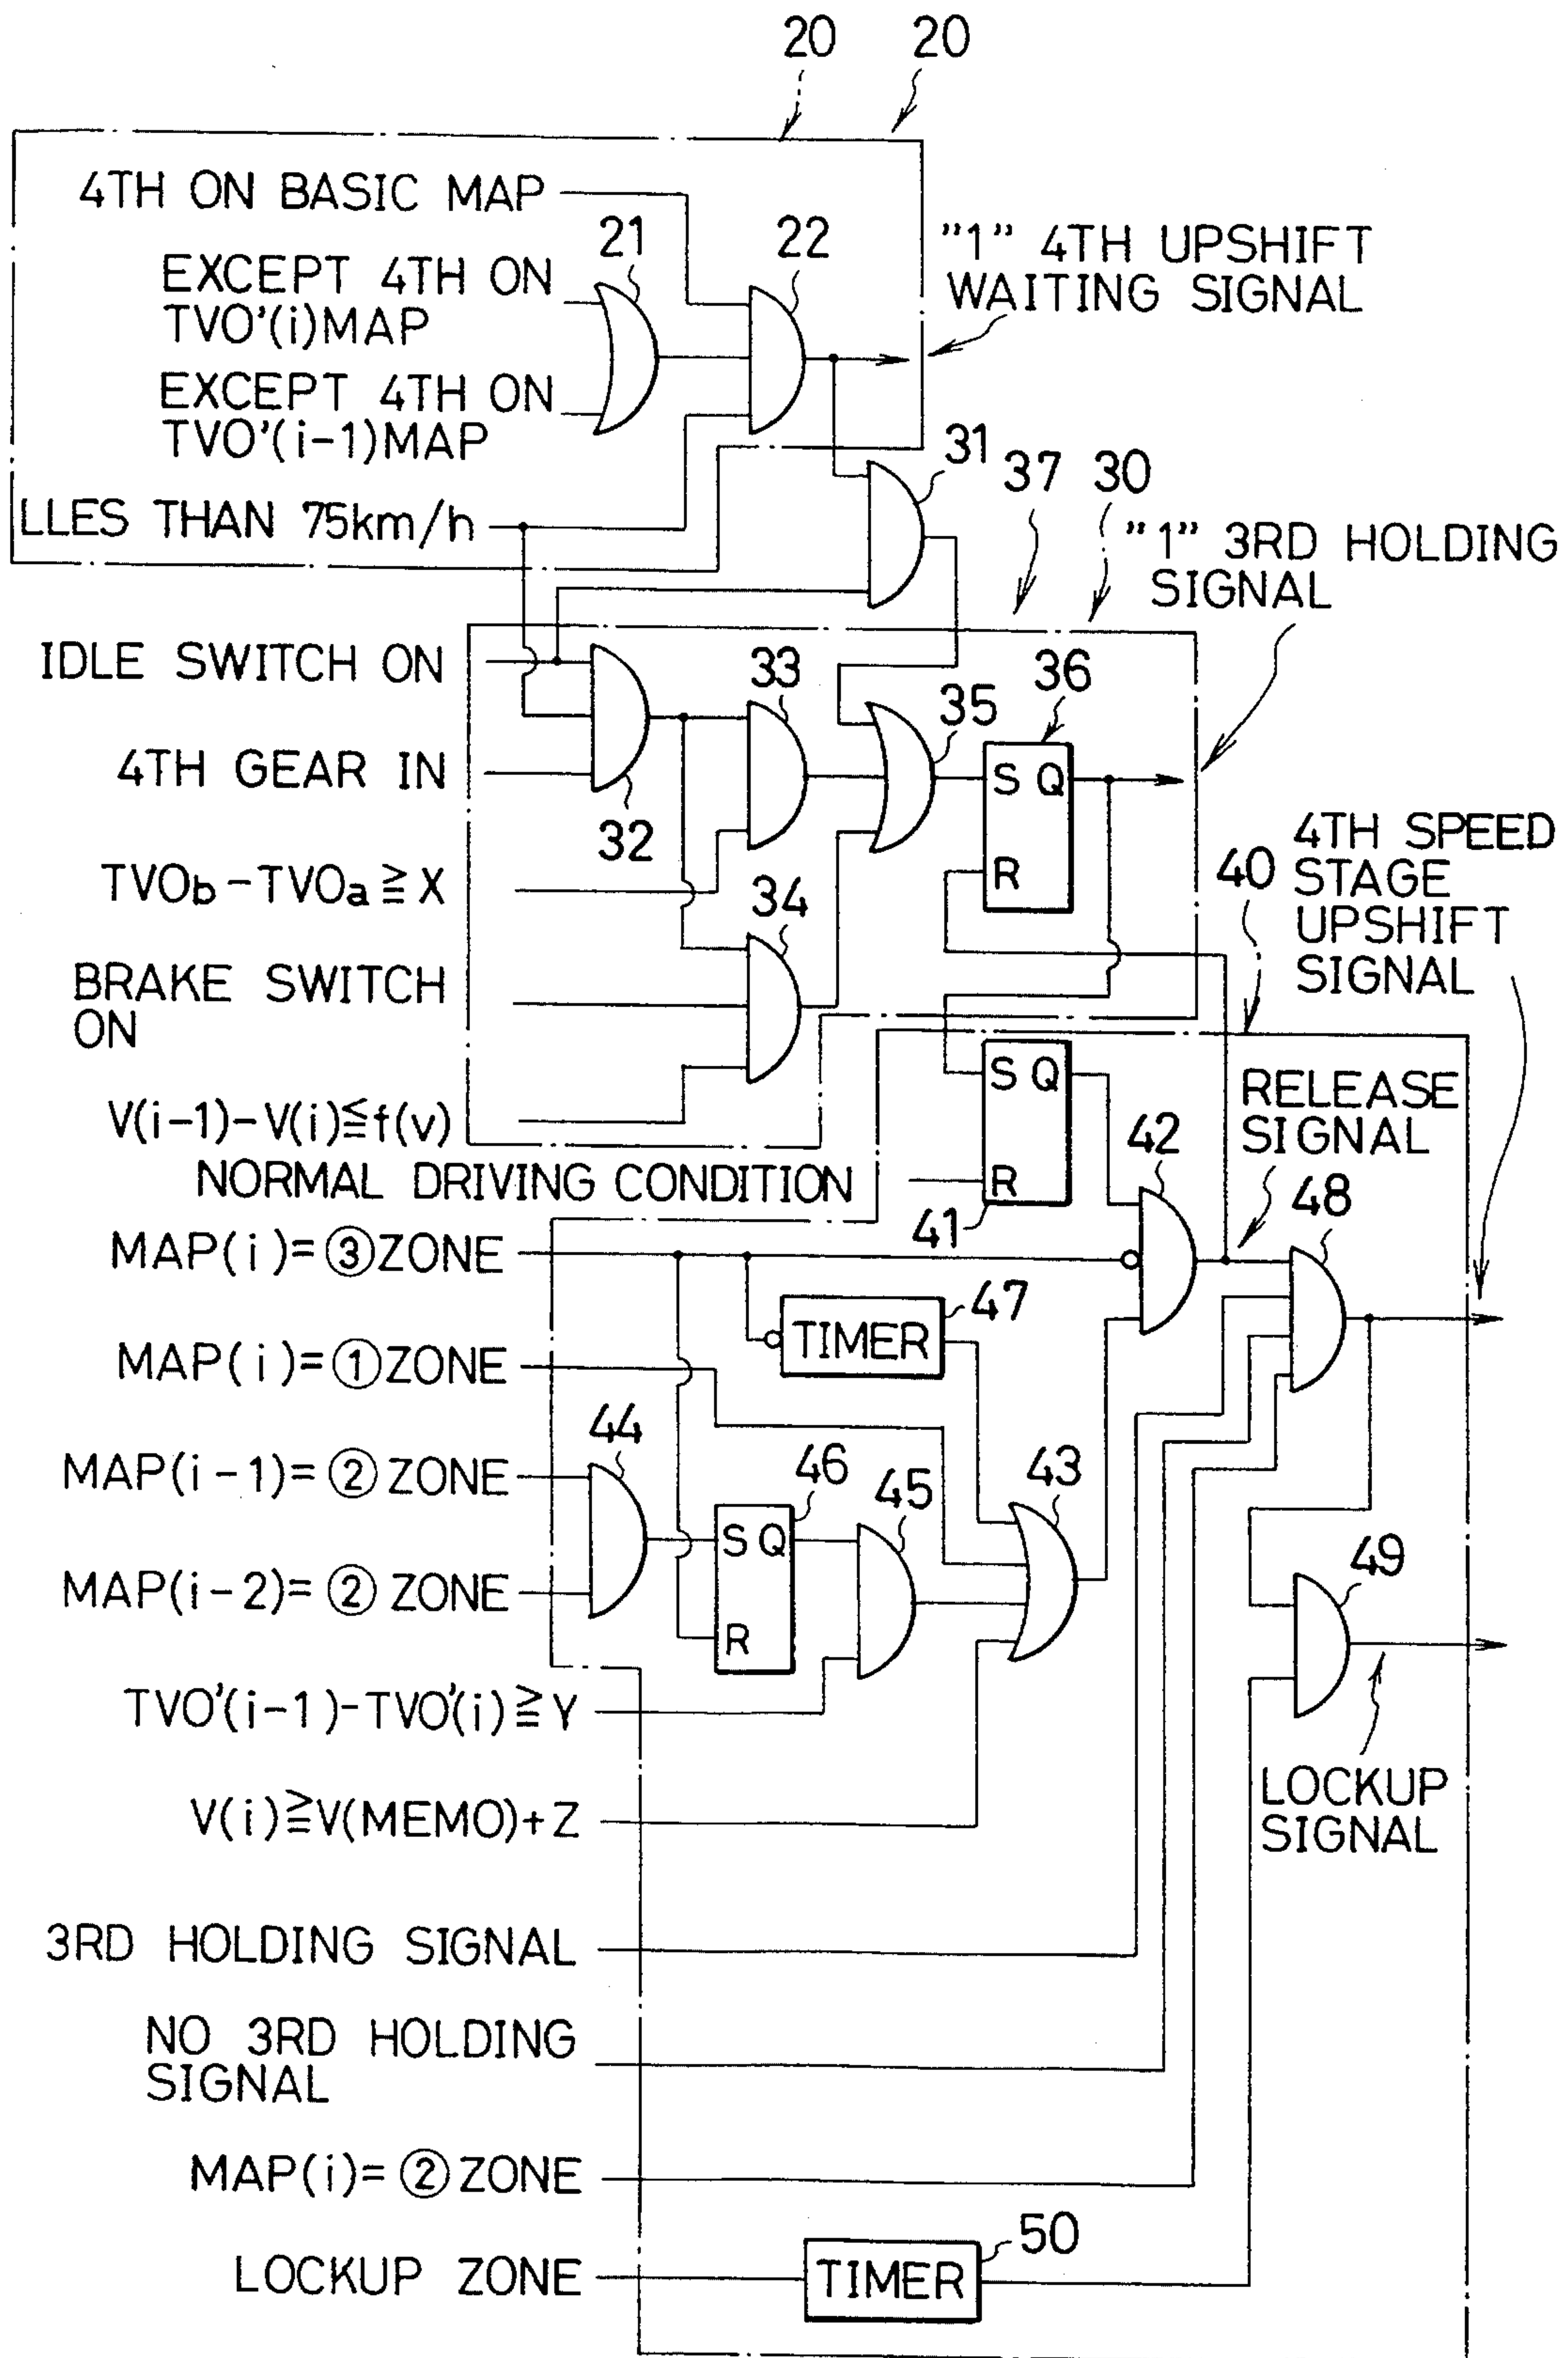 20
20
4TH ON BASIC MAP
21
22
EXCEPT 4TH ON
TVO'(i)MAP
"1" 4TH UPSHIFT
WAITING SIGNAL
EXCEPT 4TH ON
TVO'(i-1)MAP
31
37
30
LLES THAN 75km/h
"1" 3RD HOLDING
SIGNAL
IDLE SWITCH ON
33
36
35
4TH GEAR IN
S Q
32
4TH SPEED
STAGE
UPSHIFT
SIGNAL
40
TVOb-TVOa≧X
R
34
BRAKE SWITCH
ON
S Q
RELEASE
SIGNAL
V(i-1)-V(i)≦f(v)
42
NORMAL DRIVING CONDITION
R
48
41
MAP(i)=③ZONE
47
TIMER
MAP(i)=①ZONE
44
MAP(i-1)=②ZONE
46
45
43
S Q
49
MAP(i-2)=②ZONE
R
TVO'(i-1)-TVO'(i)≧Y
LOCKUP
SIGNAL
V(i)≧V(MEMO)+Z
3RD HOLDING SIGNAL
NO 3RD HOLDING
SIGNAL
MAP(i)=②ZONE
50
LOCKUP ZONE
TIMER